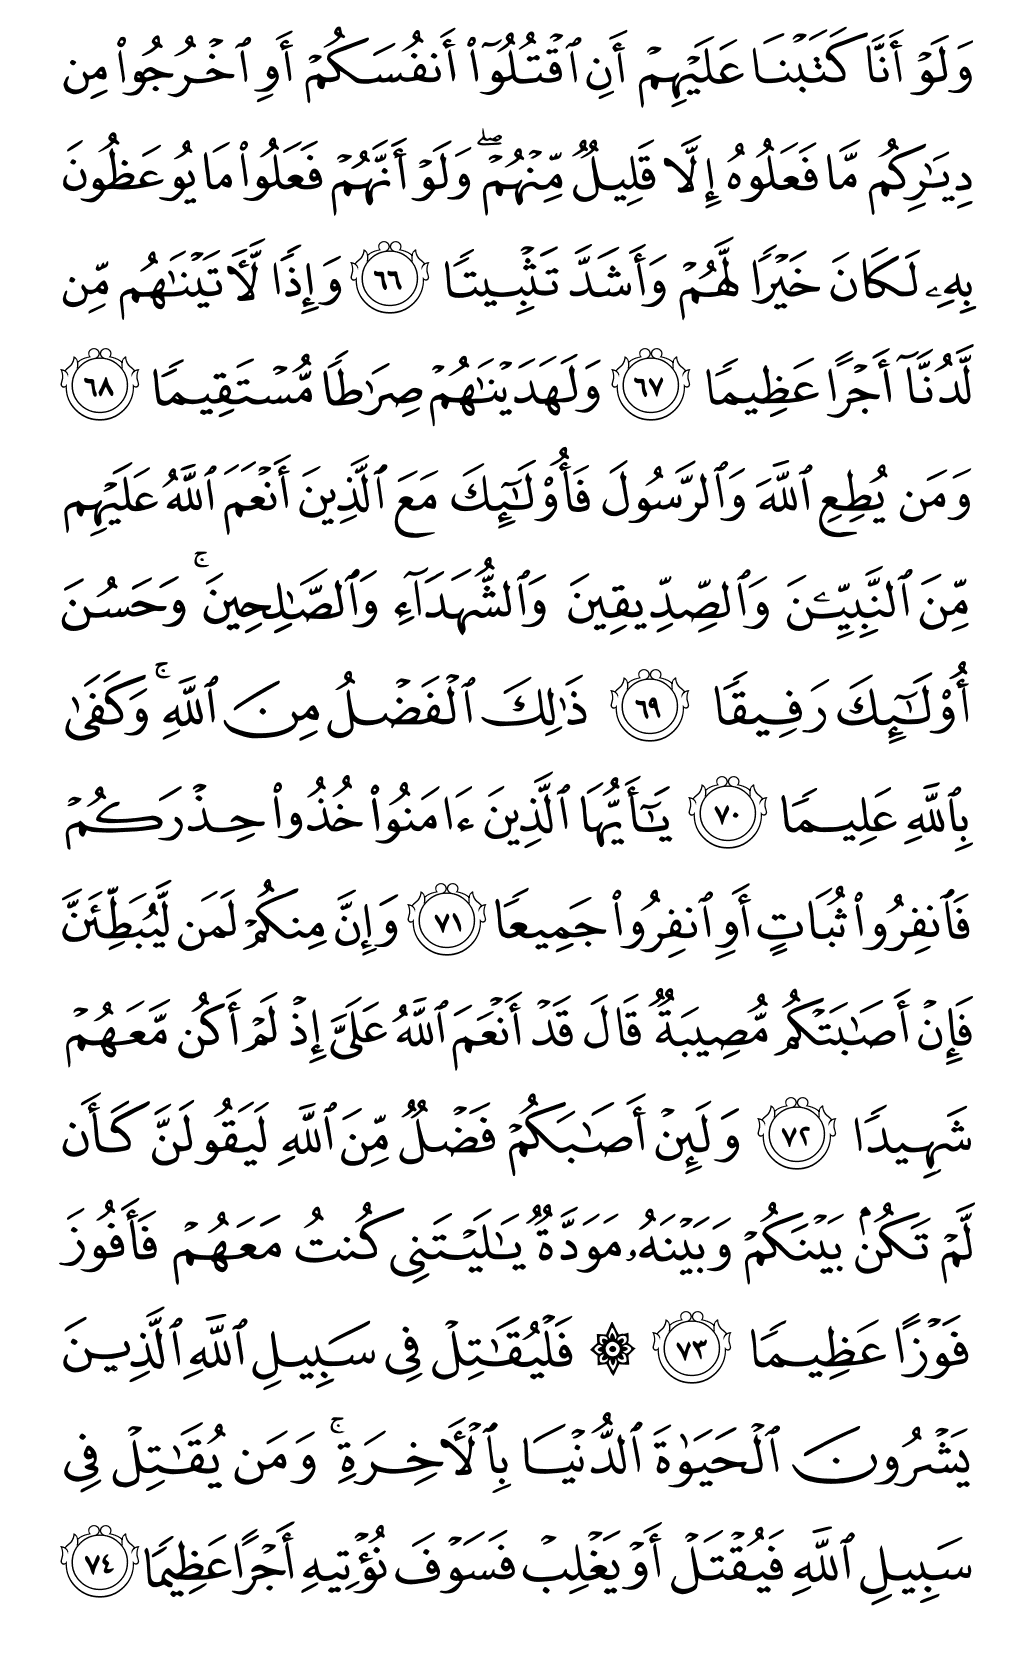 وَلَوۡ أَنَّا كَتَبۡنَا عَلَيۡهِمۡ أَنِ ٱقۡتُلُوٓاْ أَنفُسَكُمۡ أَوِ ٱخۡرُجُواْ مِن
دِيَٰرِكُم مَّا فَعَلُوهُ إِلَّا قَلِيلٞ مِّنۡهُمۡۖ وَلَوۡ أَنَّهُمۡ فَعَلُواْ مَا يُوعَظُونَ
بِهِۦ لَكَانَ خَيۡرٗا لَّهُمۡ وَأَشَدَّ تَثۡبِيتٗا ٦٦ وَإِذٗا لَّأٓتَيۡنَٰهُم مِّن
لَّدُنَّآ أَجۡرًا عَظِيمٗا ٦٧ وَلَهَدَيۡنَٰهُمۡ صِرَٰطٗا مُّسۡتَقِيمٗا ٦٨
وَمَن يُطِعِ ٱللَّهَ وَٱلرَّسُولَ فَأُوْلَٰٓئِكَ مَعَ ٱلَّذِينَ أَنۡعَمَ ٱللَّهُ عَلَيۡهِم
مِّنَ ٱلنَّبِيِّـۧنَ وَٱلصِّدِّيقِينَ وَٱلشُّهَدَآءِ وَٱلصَّٰلِحِينَۚ وَحَسُنَ
أُوْلَٰٓئِكَ رَفِيقٗا ٦٩ ذَٰلِكَ ٱلۡفَضۡلُ مِنَ ٱللَّهِۚ وَكَفَىٰ
بِٱللَّهِ عَلِيمٗا ٧٠ يَٰٓأَيُّهَا ٱلَّذِينَ ءَامَنُواْ خُذُواْ حِذۡرَكُمۡ
فَٱنفِرُواْ ثُبَاتٍ أَوِ ٱنفِرُواْ جَمِيعٗا ٧١ وَإِنَّ مِنكُمۡ لَمَن لَّيُبَطِّئَنَّ
فَإِنۡ أَصَٰبَتۡكُم مُّصِيبَةٞ قَالَ قَدۡ أَنۡعَمَ ٱللَّهُ عَلَيَّ إِذۡ لَمۡ أَكُن مَّعَهُمۡ
شَهِيدٗا ٧٢ وَلَئِنۡ أَصَٰبَكُمۡ فَضۡلٞ مِّنَ ٱللَّهِ لَيَقُولَنَّ كَأَن
لَّمۡ تَكُنۢ بَيۡنَكُمۡ وَبَيۡنَهُۥ مَوَدَّةٞ يَٰلَيۡتَنِي كُنتُ مَعَهُمۡ فَأَفُوزَ
فَوۡزًا عَظِيمٗا ٧٣ ۞ فَلۡيُقَٰتِلۡ فِي سَبِيلِ ٱللَّهِ ٱلَّذِينَ
يَشۡرُونَ ٱلۡحَيَوٰةَ ٱلدُّنۡيَا بِٱلۡأٓخِرَةِۚ وَمَن يُقَٰتِلۡ فِي
سَبِيلِ ٱللَّهِ فَيُقۡتَلۡ أَوۡ يَغۡلِبۡ فَسَوۡفَ نُؤۡتِيهِ أَجۡرًا عَظِيمٗا ٧٤